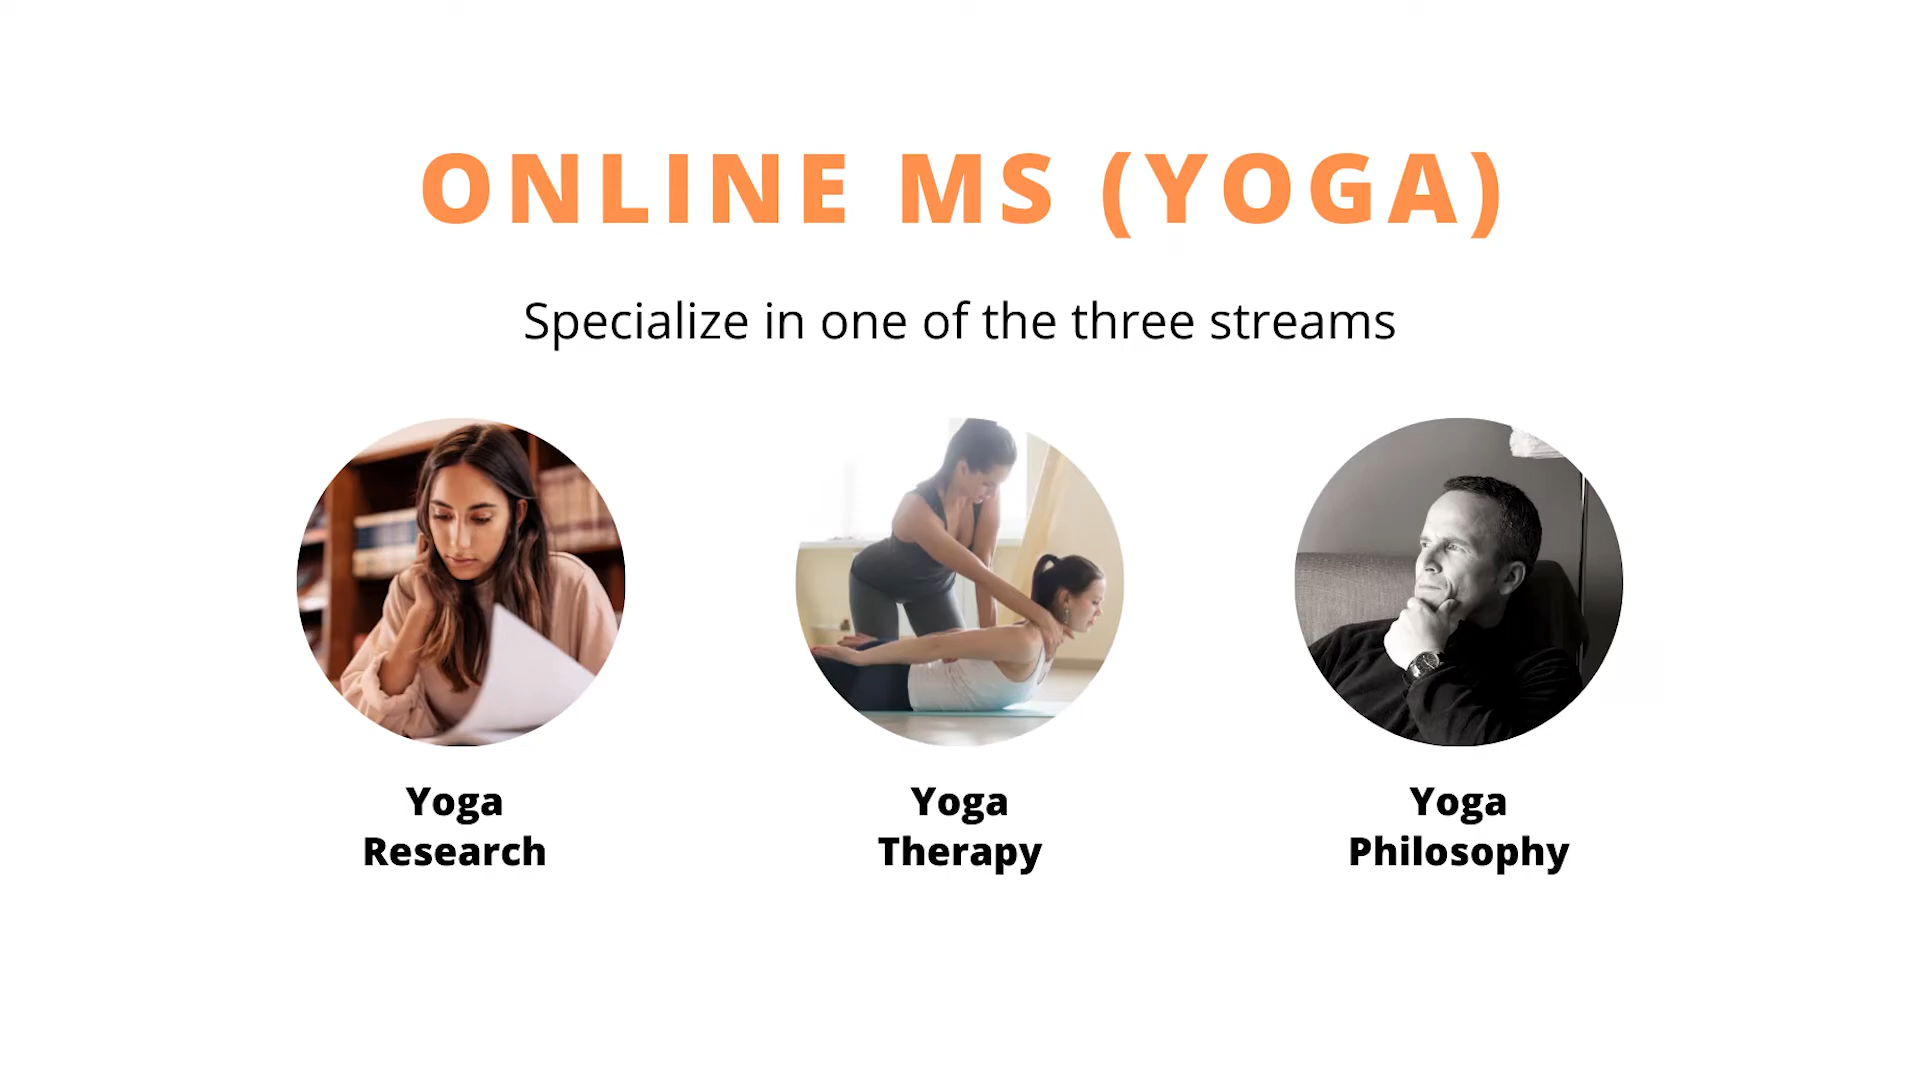 ONLINE MS (YOGA)
Specialize in one of the three streams
Yoga
Research
Yoga
Therapy
Yoga
Philosophy